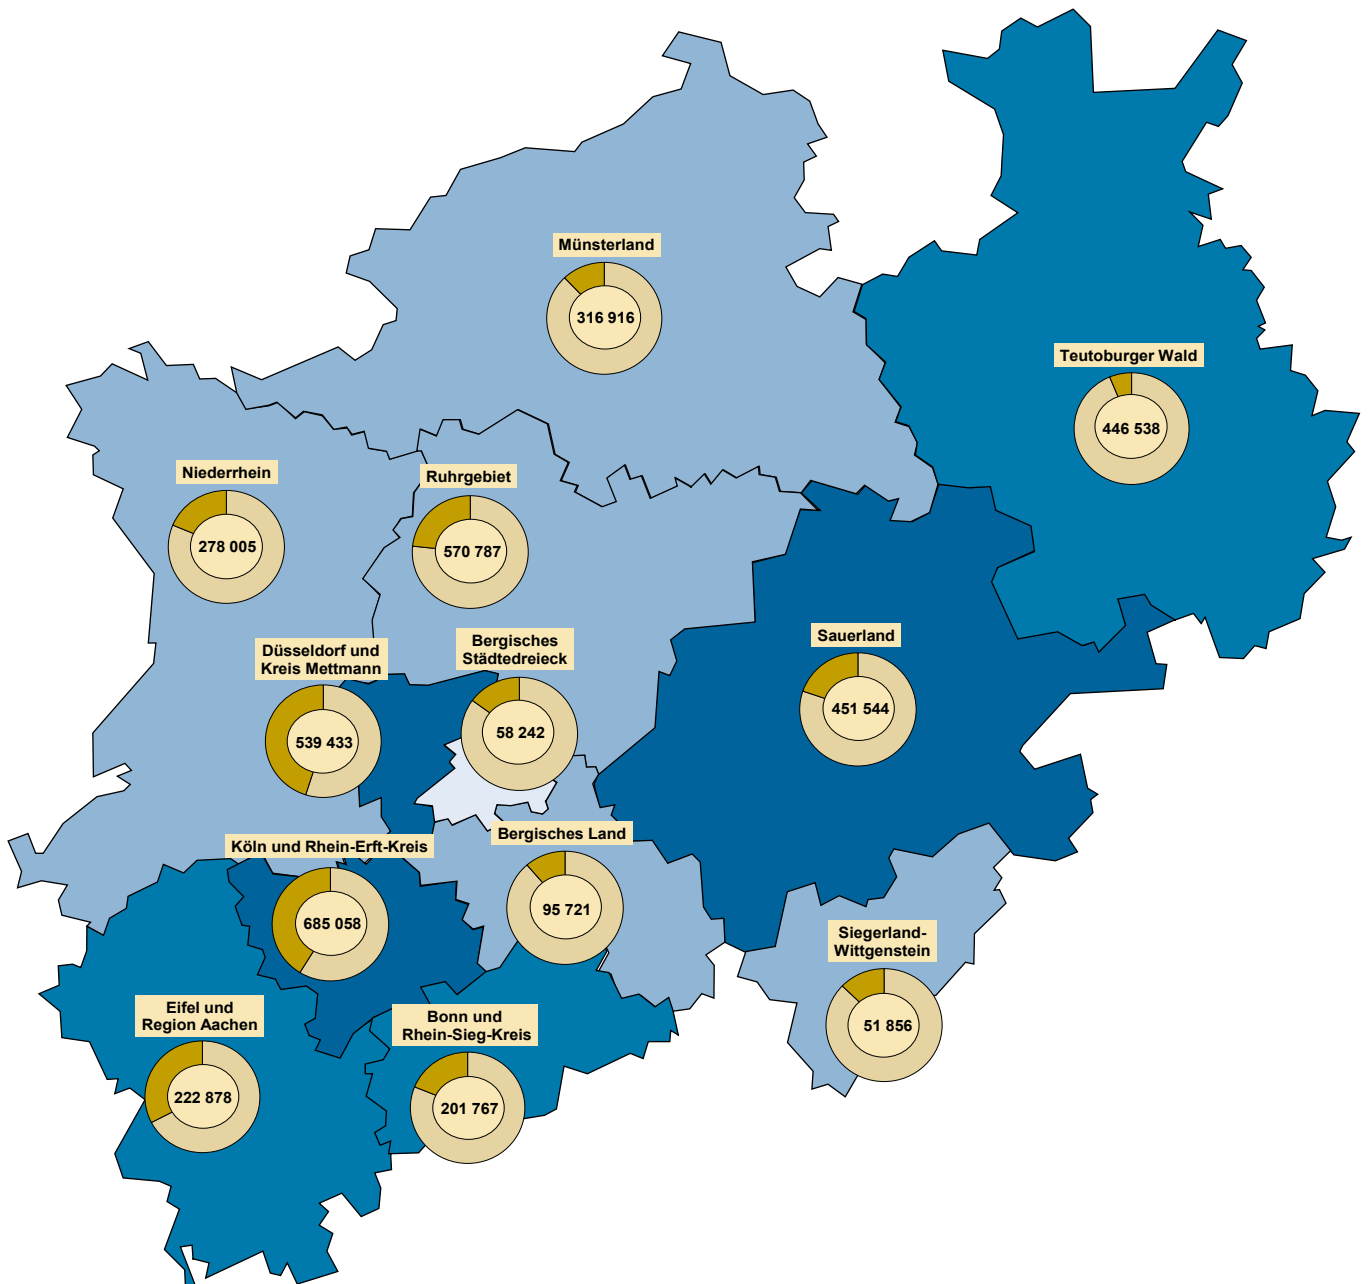 Münsterland
316 916
Teutoburger Wald
446 538
Niederrhein
278 005
Ruhrgebiet
570 787
Düsseldorf und
Kreis Mettmann
539 433
Bergisches
Städtedreieck
58 242
Sauerland
451 544
Köln und Rhein-Erft-Kreis
685 058
Bergisches Land
95 721
Siegerland-
Wittgenstein
51 856
Eifel und
Region Aachen
222 878
Bonn und
Rhein-Sieg-Kreis
201 767